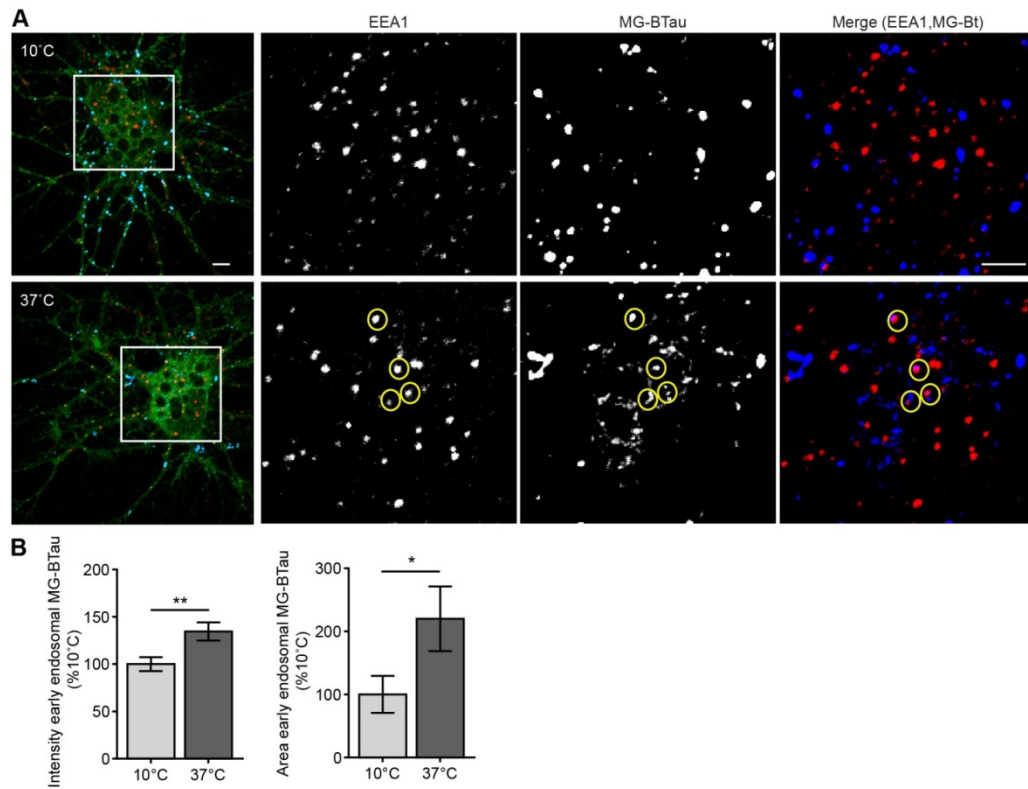 A
EEA1
MG-BTau
Merge (EEA1,MG-Bt)
10˚C
37˚C
B
Intensity early endosomal MG-BTau
(%10˚C)
200
150
100
50
0
**
10°C
37°C
Area early endosomal MG-BTau
(%10˚C)
300
200
100
0
*
10°C
37°C